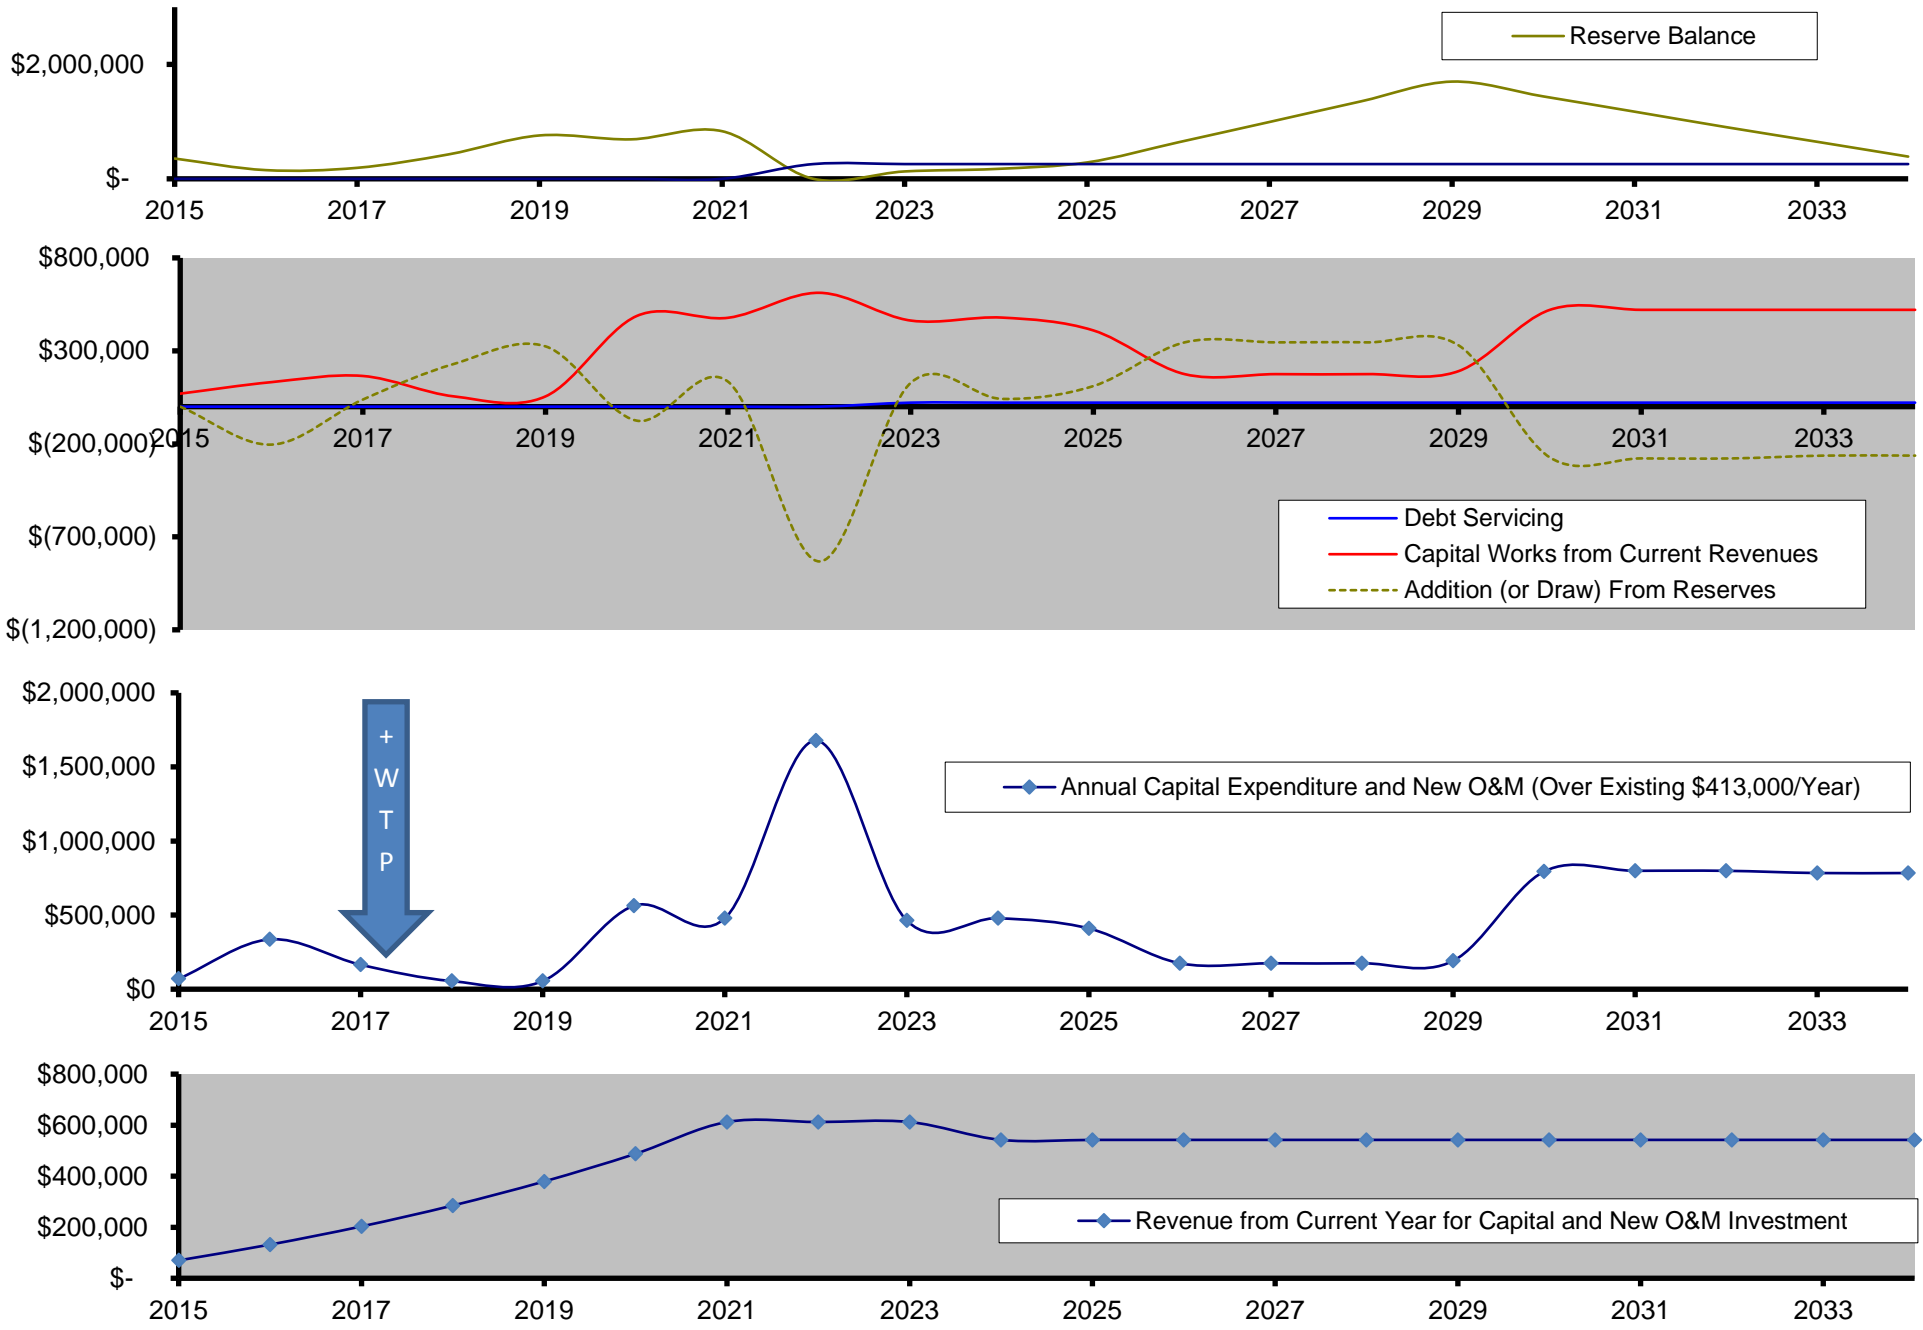 Reserve Balance
$2,000,000
$-
2015 2017 2019 2021 2023 2025 2027 2029 2031 2033
$800,000
$300,000
$(200,000)
2015 2017 2019 2021 2023 2025 2027 2029 2031 2033
Debt Servicing
$(700,000)
Capital Works from Current Revenues
Addition (or Draw) From Reserves
$(1,200,000)
$2,000,000
+
W
T
P
$1,500,000
Annual Capital Expenditure and New O&M (Over Existing $413,000/Year)
$1,000,000
$500,000
$0
2015 2017 2019 2021 2023 2025 2027 2029 2031 2033
$800,000
$600,000
$400,000
$200,000
Revenue from Current Year for Capital and New O&M Investment
$-
2015 2017 2019 2021 2023 2025 2027 2029 2031 2033